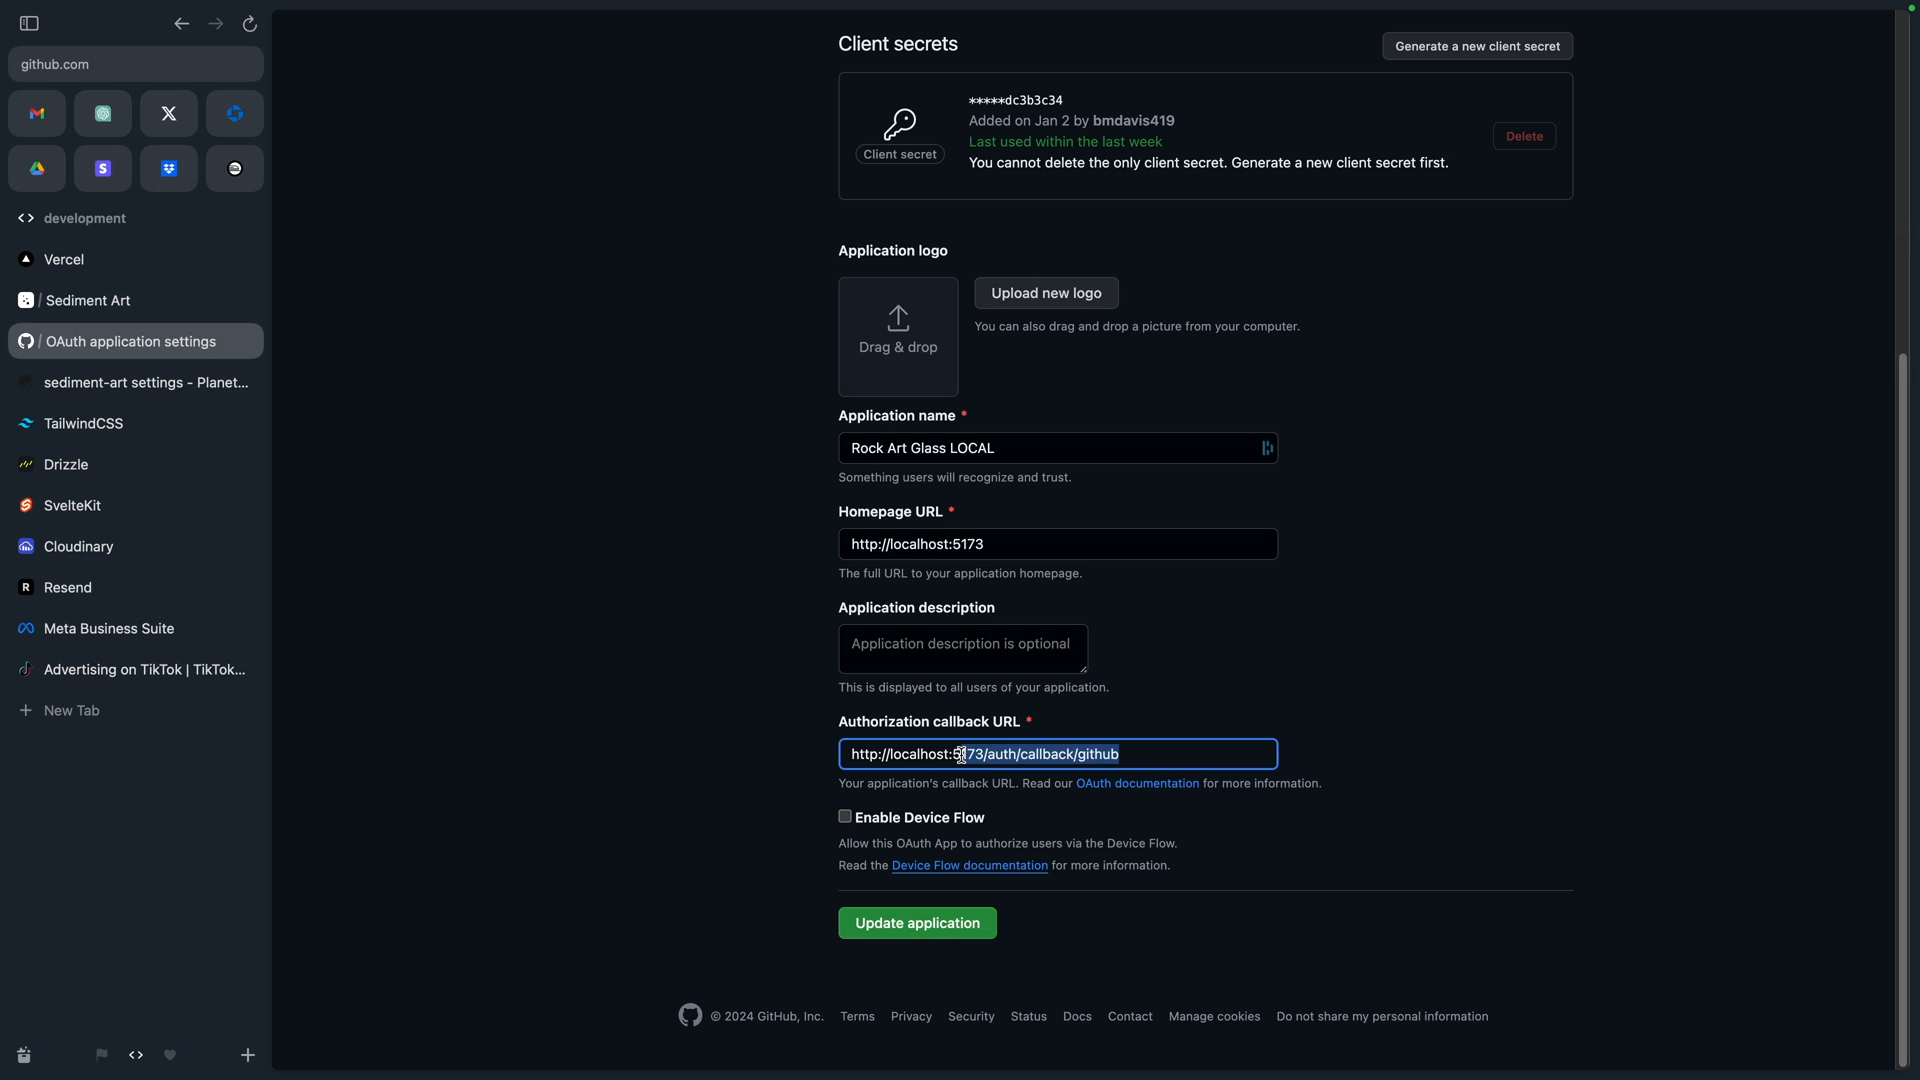 github.com
<> development
Vercel
/ Sediment Art
/ OAuth application settings
sediment-art settings - Planet...
TailwindCSS
Drizzle
SvelteKit
Cloudinary
Resend
Meta Business Suite
Advertising on TikTok | TikTok...
+ New Tab
Client secrets
Generate a new client secret
Client secret
*****dc3b3c34
Added on Jan 2 by bmdavis419
Last used within the last week
You cannot delete the only client secret. Generate a new client secret first.
Delete
Application logo
Drag & drop
Upload new logo
You can also drag and drop a picture from your computer.
Application name *
Rock Art Glass LOCAL
Something users will recognize and trust.
Homepage URL *
http://localhost:5173
The full URL to your application homepage.
Application description
Application description is optional
This is displayed to all users of your application.
Authorization callback URL *
http://localhost:5173/auth/callback/github
Your application's callback URL. Read our OAuth documentation for more information.
Enable Device Flow
Allow this OAuth App to authorize users via the Device Flow.
Read the Device Flow documentation for more information.
Update application
© 2024 GitHub, Inc. Terms Privacy Security Status Docs Contact Manage cookies Do not share my personal information